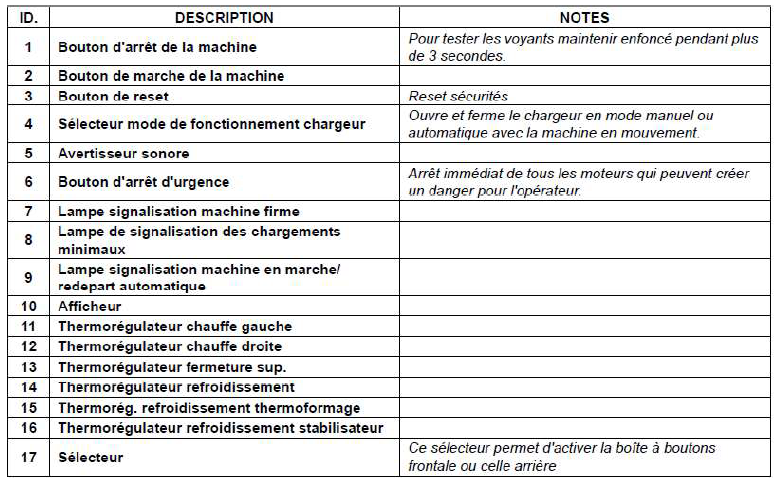 ID. DESCRIPTION NOTES
1 Bouton d'arrêt de la machine Pour tester les voyants maintenir enfoncé pendant plus
de 3 secondes.
2 Bouton de marche de la machine
3 Bouton de reset Reset sécurités
4 Sélecteur mode de fonctionnement chargeur Ouvre et ferme le chargeur en mode manuel ou
automatique avec la machine en mouvement.
5 Avertisseur sonore
6 Bouton d'arrêt d'urgence Arrêt immédiat de tous les moteurs qui peuvent créer
un danger pour l'opérateur.
7 Lampe signalisation machine firme
8 Lampe de signalisation des chargements
minimaux
9 Lampe signalisation machine en marche/
redepart automatique
10 Afficheur
11 Thermorégulateur chauffe gauche
12 Thermorégulateur chauffe droite
13 Thermorégulateur fermeture sup.
14 Thermorégulateur refroidissement
15 Thermorég. refroidissement thermoformage
16 Thermorégulateur refroidissement stabilisateur
17 Sélecteur Ce sélecteur permet d'activer la boîte à boutons
frontale ou celle arrière